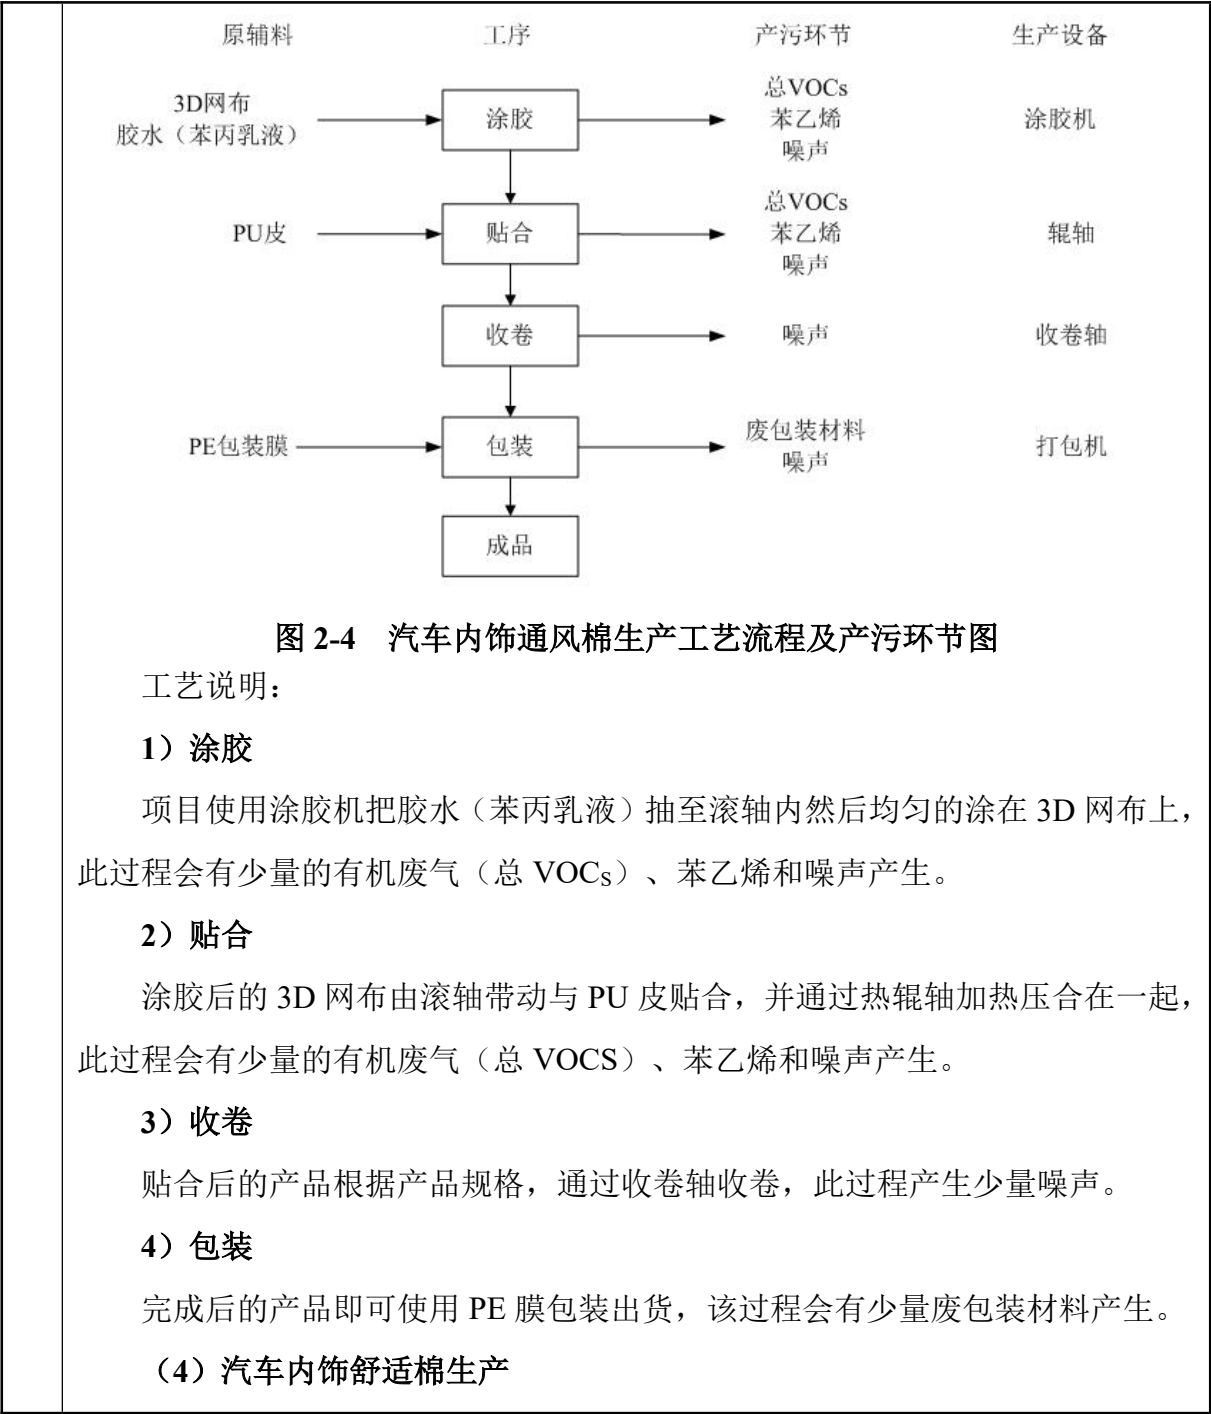 原辅料 工序 产污环节 生产设备
3D网布
胶水（苯丙乳液）
涂胶
总VOCs
苯乙烯
噪声
涂胶机
PU皮
贴合
总VOCs
苯乙烯
噪声
辊轴
收卷
噪声
收卷轴
PE包装膜
包装
废包装材料
噪声
打包机
成品
图 2-4 汽车内饰通风棉生产工艺流程及产污环节图
工艺说明：
1）涂胶
项目使用涂胶机把胶水（苯丙乳液）抽至滚轴内然后均匀的涂在 3D 网布上，
此过程会有少量的有机废气（总 VOCs）、苯乙烯和噪声产生。
2）贴合
涂胶后的 3D 网布由滚轴带动与 PU 皮贴合，并通过热辊轴加热压合在一起，
此过程会有少量的有机废气（总 VOCS）、苯乙烯和噪声产生。
3）收卷
贴合后的产品根据产品规格，通过收卷轴收卷，此过程产生少量噪声。
4）包装
完成后的产品即可使用 PE 膜包装出货，该过程会有少量废包装材料产生。
（4）汽车内饰舒适棉生产